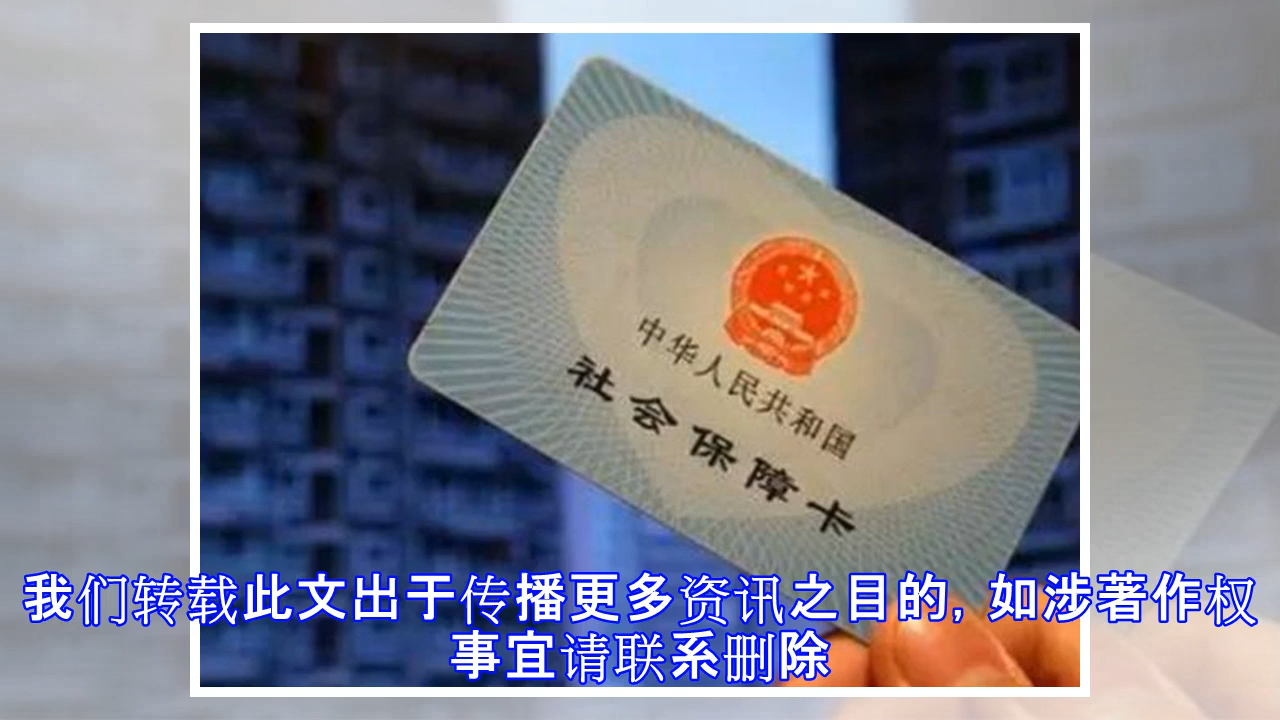 中华人民共和国
社会保障卡
我们转载此文出于传播更多资讯之目的,如涉著作权
事宜请联系删除